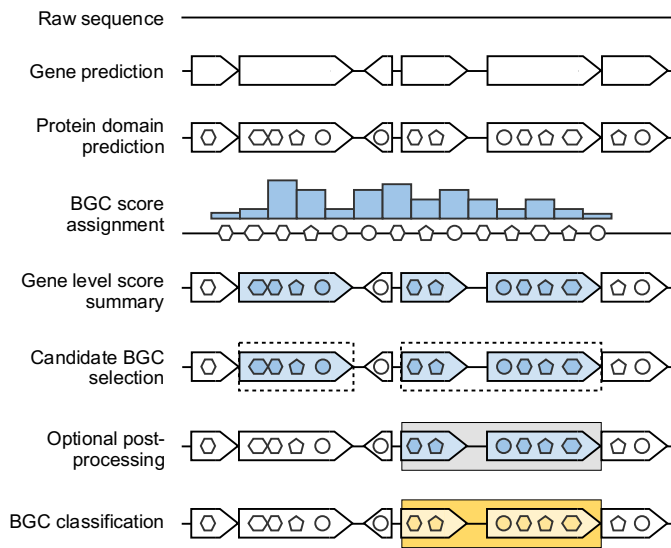 Raw sequence
Gene prediction
Protein domain
prediction
BGC score
assignment
Gene level score
summary
Candidate BGC
selection
Optional post-
processing
BGC classification